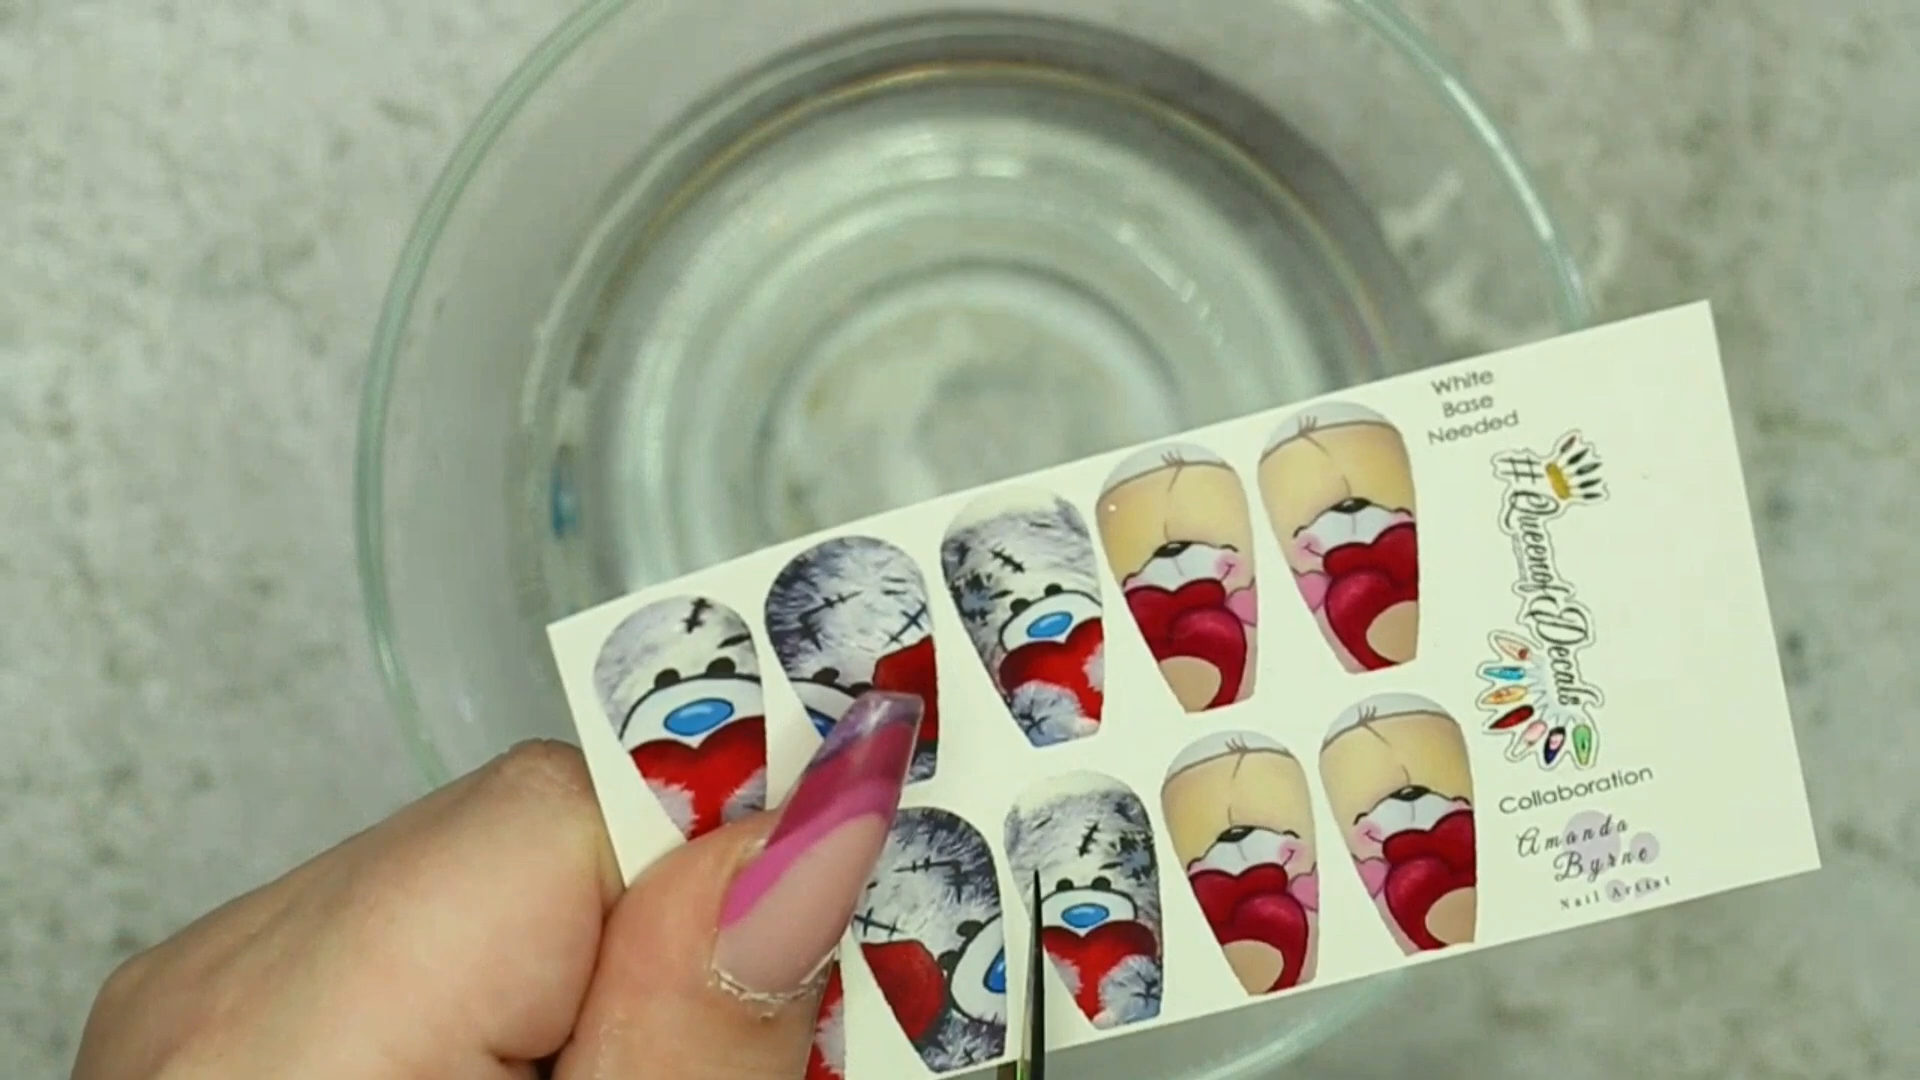 White
Base
Needed
#QueenofDecals
Collaboration
Amanda
Byrne
Nail Artist